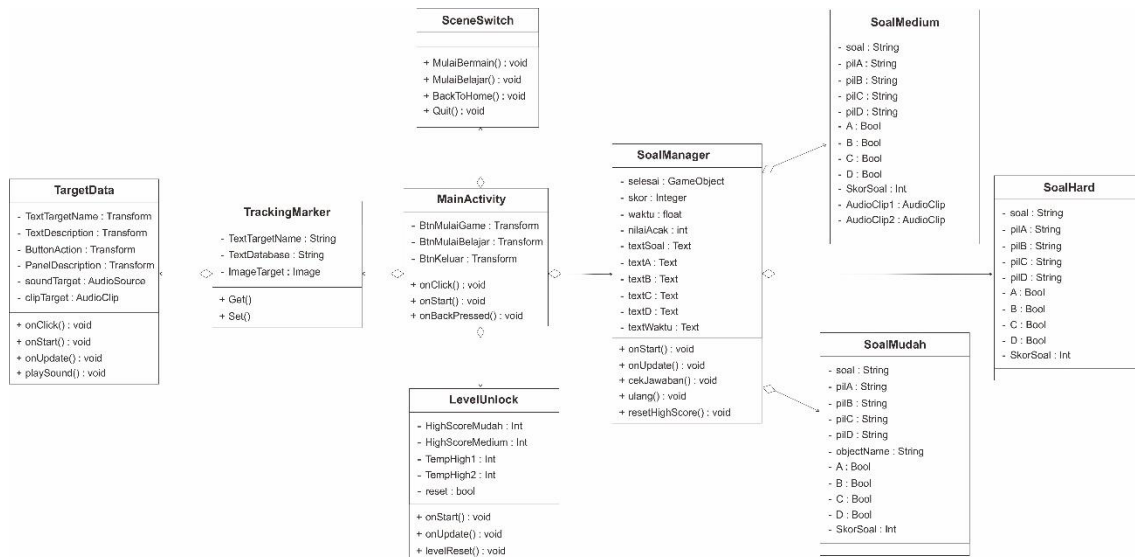 SceneSwitch
+ MulaiBermain() : void
+ MulaiBelajar() : void
+ BackToHome() : void
+ Quit() : void
TargetData
- TextTargetName : Transform
- TextDescription : Transform
- ButtonAction : Transform
- PanelDescription : Transform
- soundTarget : AudioSource
- clipTarget : AudioClip
+ onClick() : void
+ onStart() : void
+ onUpdate() : void
+ playSound() : void
TrackingMarker
- TextTargetName : String
- TextDatabase : String
- ImageTarget : Image
+ Get()
+ Set()
MainActivity
- BtnMulaiGame : Transform
- BtnMulaiBelajar : Transform
- BtnKeluar : Transform
+ onClick() : void
+ onStart() : void
+ onBackPressed() : void
LevelUnlock
- HighScoreMudah : Int
- HighScoreMedium : Int
- TempHigh1 : Int
- TempHigh2 : Int
- reset : bool
+ onStart() : void
+ onUpdate() : void
+ levelReset() : void
SoalManager
- selesai : GameObject
- skor : Integer
- waktu : float
- nilaiAcak : int
- textSoal : Text
- textA : Text
- textB : Text
- textC : Text
- textD : Text
- textWaktu : Text
+ onStart() : void
+ onUpdate() : void
+ cekJawaban() : void
+ ulang() : void
+ resetHighScore() : void
SoalMedium
- soal : String
- pilA : String
- pilB : String
- pilC : String
- pilD : String
- A : Bool
- B : Bool
- C : Bool
- D : Bool
- SkorSoal : Int
- AudioClip1 : AudioClip
- AudioClip2 : AudioClip
SoalHard
- soal : String
- pilA : String
- pilB : String
- pilC : String
- pilD : String
- A : Bool
- B : Bool
- C : Bool
- D : Bool
- SkorSoal : Int
SoalMudah
- soal : String
- pilA : String
- pilB : String
- pilC : String
- pilD : String
- objectName : String
- A : Bool
- B : Bool
- C : Bool
- D : Bool
- SkorSoal : Int